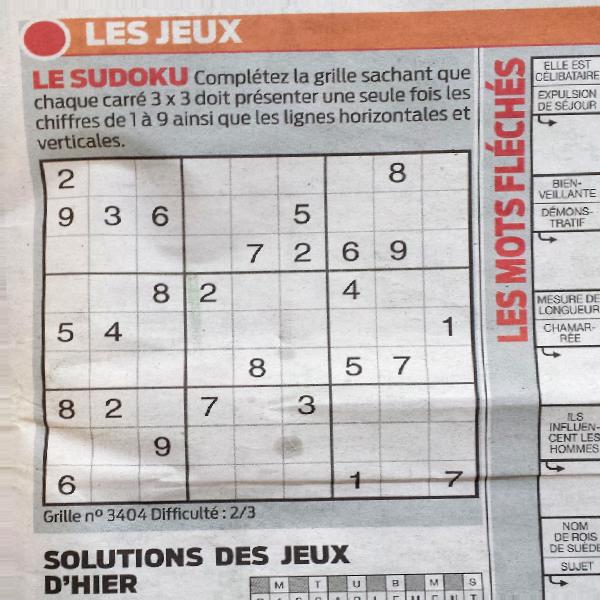 LES JEUX
LE SUDOKU Complétez la grille sachant que
chaque carré 3 x 3 doit présenter une seule fois les
chiffres de 1 à 9 ainsi que les lignes horizontales et
verticales.
2 8
9 3 6 5
7 2 6 9
8 2 4
5 4 1
8 5 7
8 2 7 3
9
6 1 7
Grille nº 3404 Difficulté : 2/3
SOLUTIONS DES JEUX
D'HIER
M T U B M S
LES MOTS FLÉCHÉS
ELLE EST
CÉLIBATAIRE
EXPULSION
DE SÉJOUR
BIEN-
VEILLANTE
DÉMONS-
TRATIF
MESURE DE
LONGUEUR
CHAMAR-
RÉE
ILS
INFLUEN-
CENT LES
HOMMES
NOM
DE ROIS
DE SUÈDE
SUJET